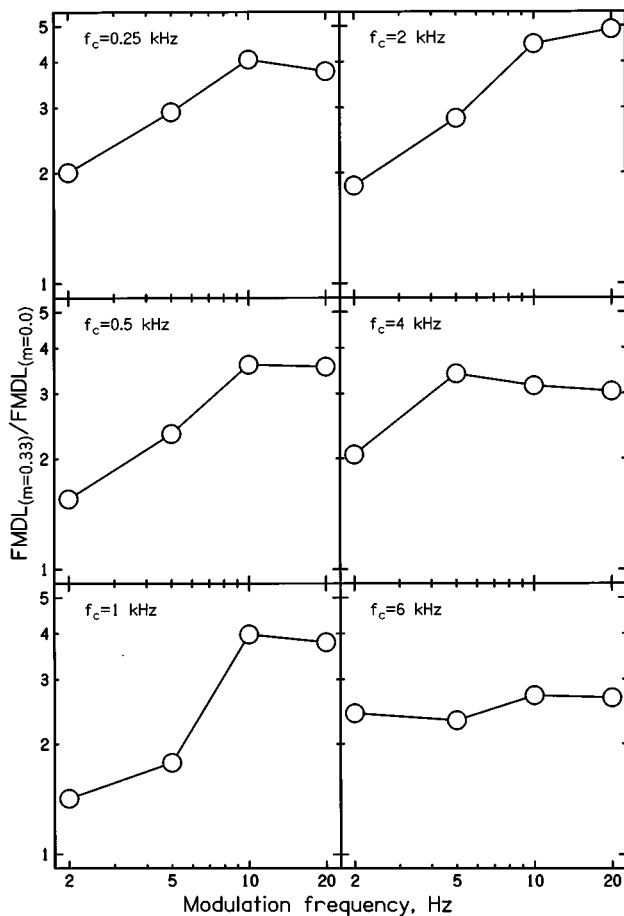 f_c=0.25 kHz
5
4
3
2
1
f_c=2 kHz
f_c=0.5 kHz
5
4
3
2
1
f_c=4 kHz
f_c=1 kHz
5
4
3
2
1
f_c=6 kHz
2 5 10 20
2 5 10 20
FMDL(m=0.33)/FMDL(m=0.0)
Modulation frequency, Hz